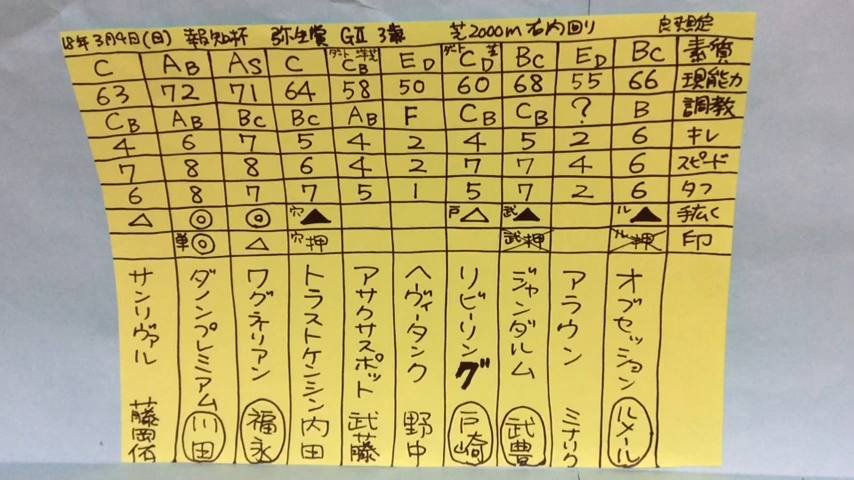 18年3月4日(日) 報知杯 弥生賞 GⅡ 3歳 芝2000m 右内回り 良想定
C AB AS C CB ED ダート CD 芝 BC ED BC 素質
63 72 71 64 58 50 60 68 55 66 現能力
CB AB BC BC AB F CB CB ? B 調教
4 6 7 5 4 2 4 5 2 6 キレ
7 8 8 6 4 2 7 7 4 6 スピード
6 8 7 7 5 1 5 7 2 6 タフ
△ ◎ ◎ 穴▲ 戸△ 武▲ ル▲ 手広く
単◎ △ 穴押 武押 ル押 印
サンリヴァル 藤岡佑
ダノンプレミアム 川田
ワグネリアン 福永
トラストケンシン 内田
アサクサスポット 武藤
ヘヴィータンク 野中
リビーリング 戸崎
ジャンダルム 武豊
アラウン ミナリク
オブセッション ルメール